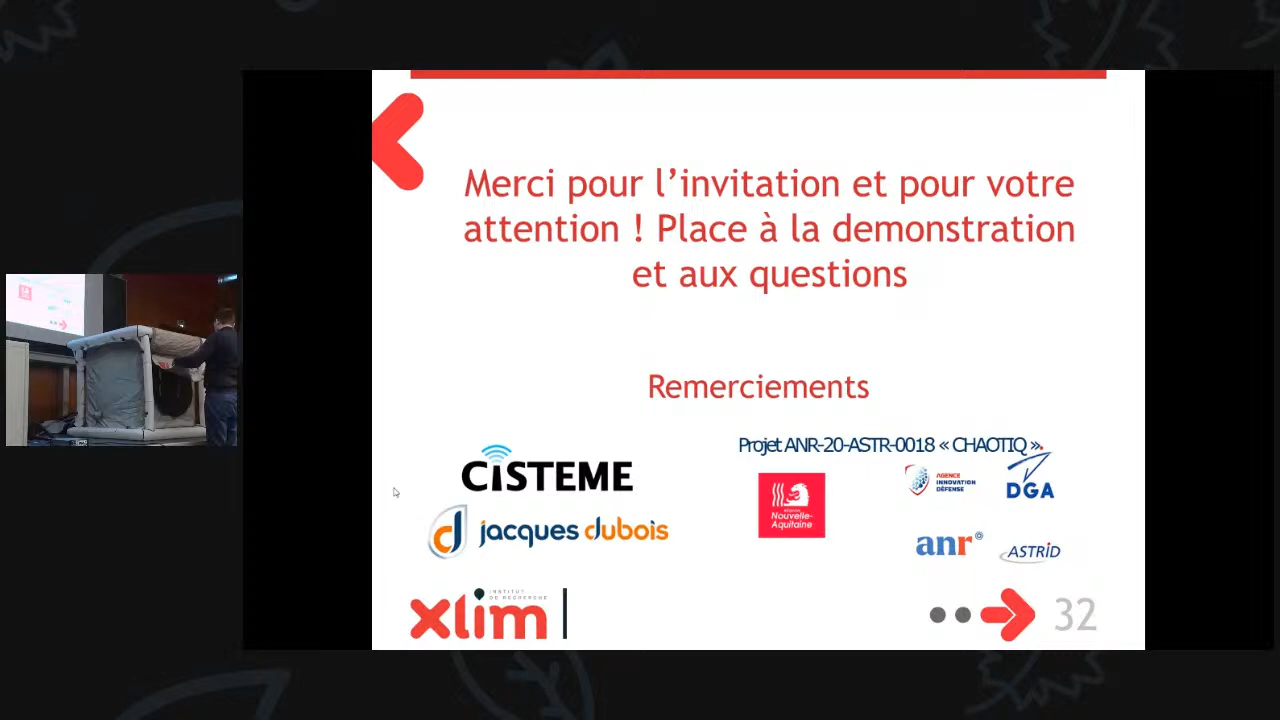 Merci pour l’invitation et pour votre
attention ! Place à la demonstration
et aux questions
Remerciements
Projet ANR-20-ASTR-0018 « CHAOTIQ ».
CISTEME
jacques dubois
RÉGION
Nouvelle-
Aquitaine
AGENCE
INNOVATION
DÉFENSE
DGA
anr
ASTRID
xlim
INSTITUT
DE RECHERCHE
32